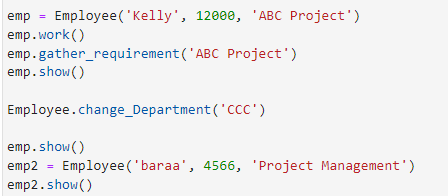 emp = Employee('Kelly', 12000, 'ABC Project')
emp.work()
emp.gather_requirement('ABC Project')
emp.show()
Employee.change_Department('CCC')
emp.show()
emp2 = Employee('baraa', 4566, 'Project Management')
emp2.show()